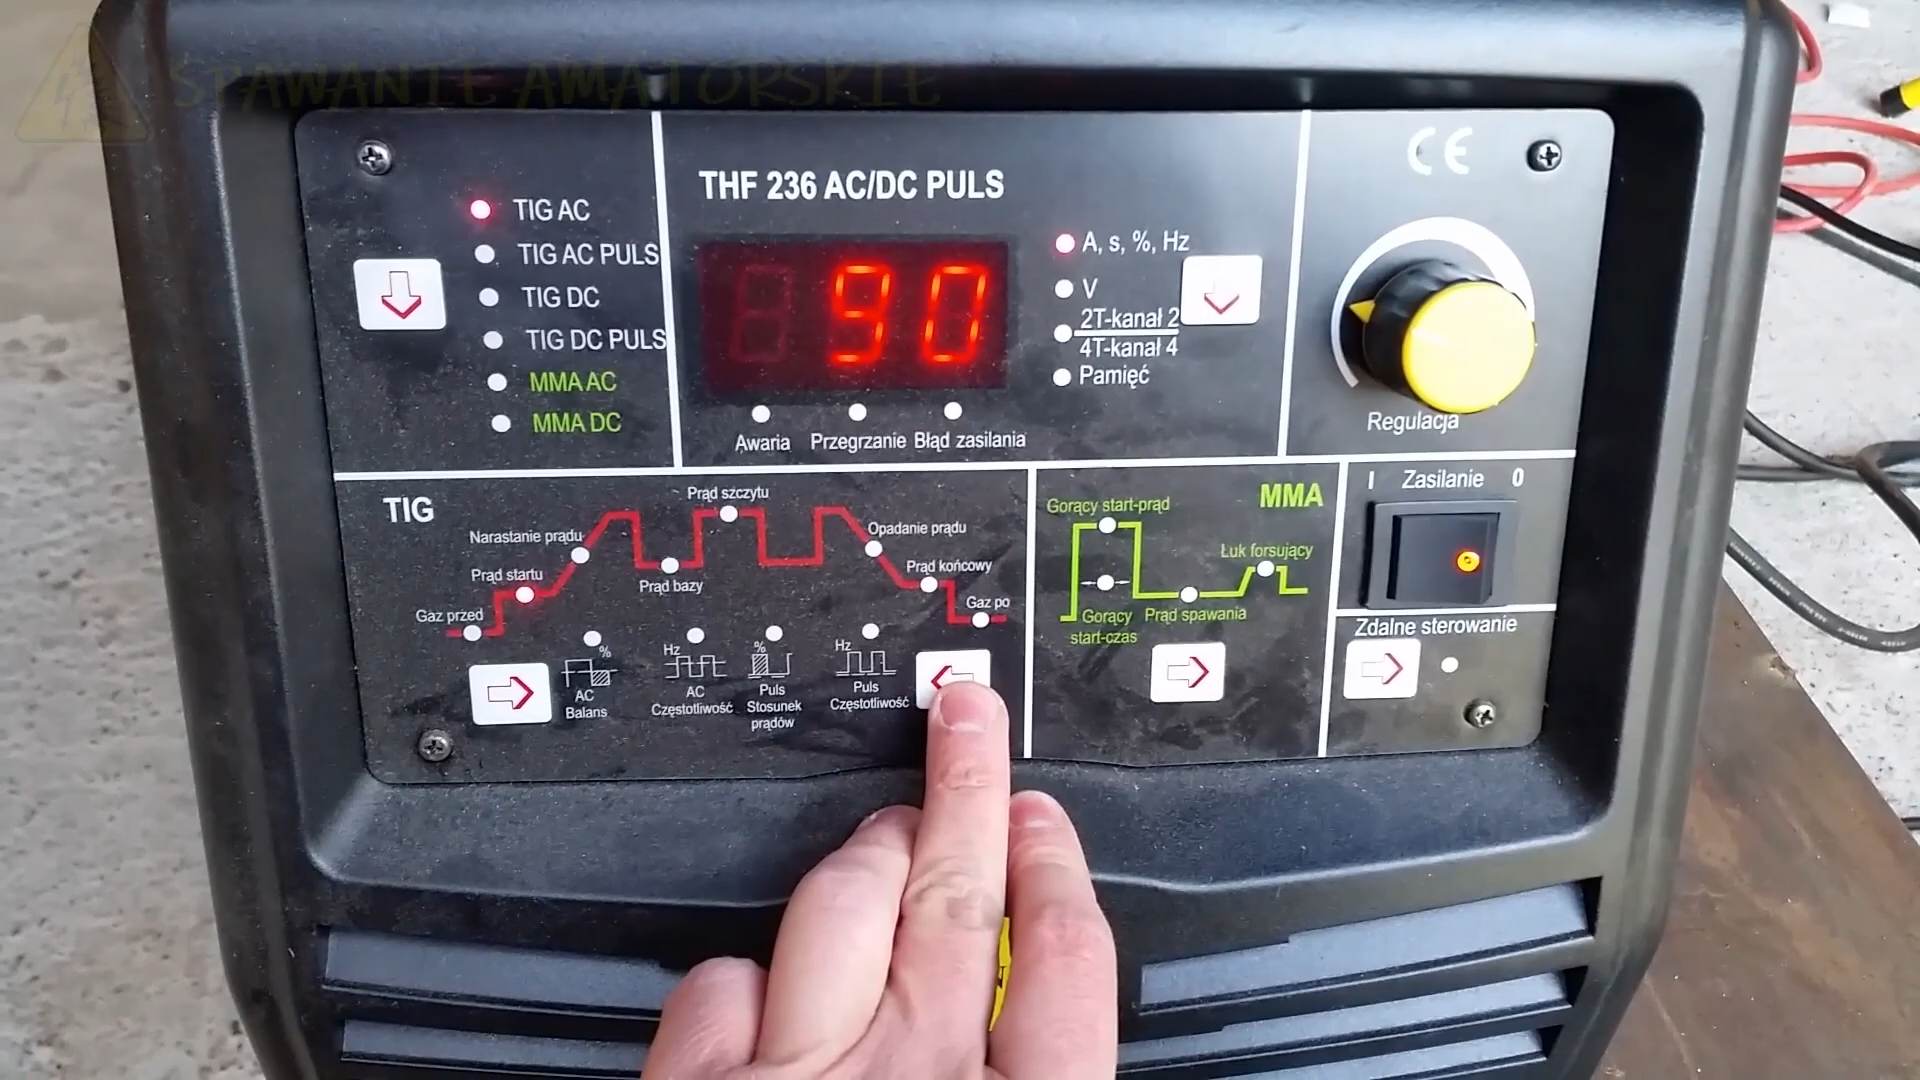 SPAWANIE AMATORSKIE
THF 236 AC/DC PULS
CE
TIG AC
TIG AC PULS
TIG DC
TIG DC PULS
MMA AC
MMA DC
90
A, s, %, Hz
V
2T-kanał 2
4T-kanał 4
Pamięć
Awaria
Przegrzanie
Błąd zasilania
Regulacja
TIG
Gaz przed
Prąd startu
Narastanie prądu
Prąd bazy
Prąd szczytu
Opadanie prądu
Prąd końcowy
Gaz po
%
AC
Balans
Hz
AC
Częstotliwość
%
Puls
Stosunek
prądów
Hz
Puls
Częstotliwość
MMA
Gorący start-prąd
Gorący
start-czas
Prąd spawania
Łuk forsujący
I Zasilanie 0
Zdalne sterowanie